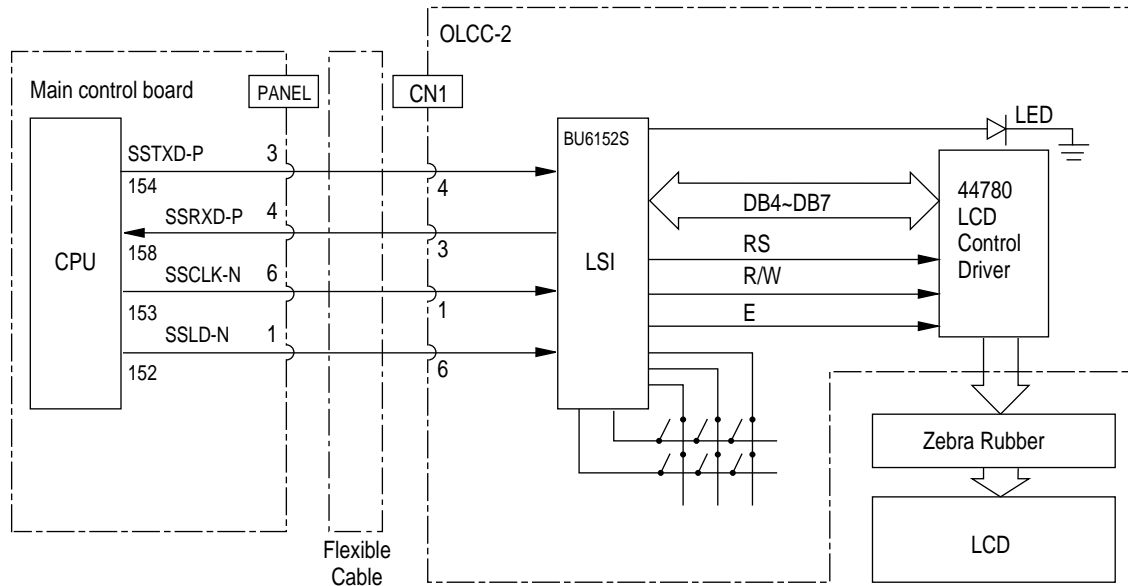 OLCC-2
Main control board
PANEL
CN1
CPU
SSTXD-P
3
154
4
SSRXD-P
4
158
3
SSCLK-N
6
153
1
SSLD-N
1
152
6
Flexible
Cable
BU6152S
LSI
LED
DB4~DB7
RS
R/W
E
44780
LCD
Control
Driver
Zebra Rubber
LCD